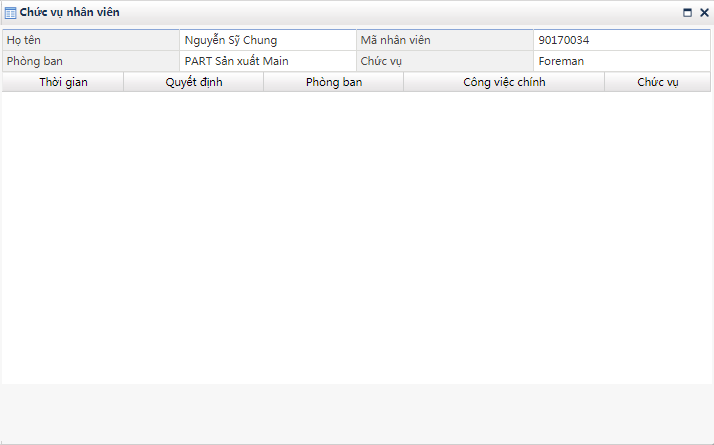 Chức vụ nhân viên
Họ tên Nguyễn Sỹ Chung Mã nhân viên 90170034
Phòng ban PART Sản xuất Main Chức vụ Foreman
Thời gian Quyết định Phòng ban Công việc chính Chức vụ